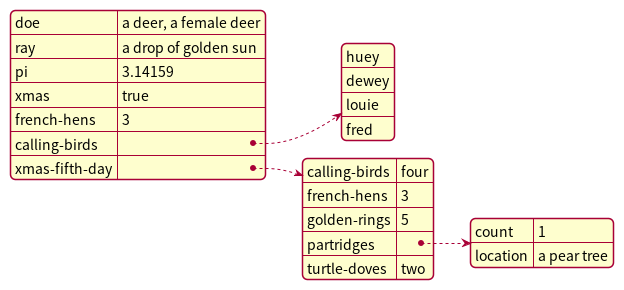 doe a deer, a female deer
ray a drop of golden sun
pi 3.14159
xmas true
french-hens 3
calling-birds
xmas-fifth-day
huey
dewey
louie
fred
calling-birds four
french-hens 3
golden-rings 5
partridges
turtle-doves two
count 1
location a pear tree